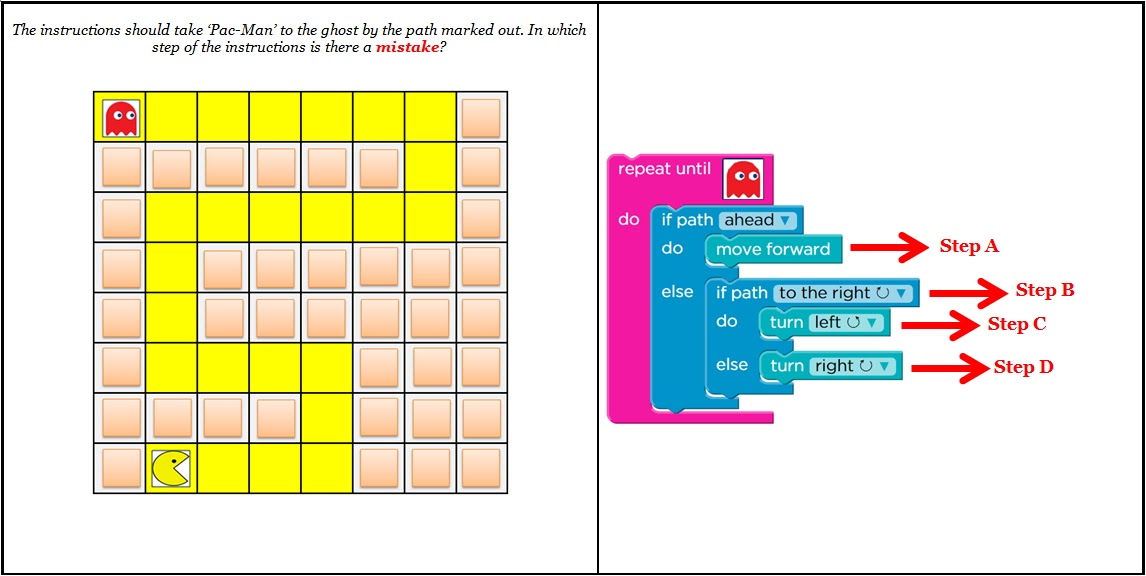 The instructions should take ‘Pac-Man’ to the ghost by the path marked out. In which
step of the instructions is there a mistake?
repeat until
do if path ahead ▼
do move forward
Step A
else if path to the right ↻ ▼
Step B
do turn left ↺ ▼
Step C
else turn right ↻ ▼
Step D